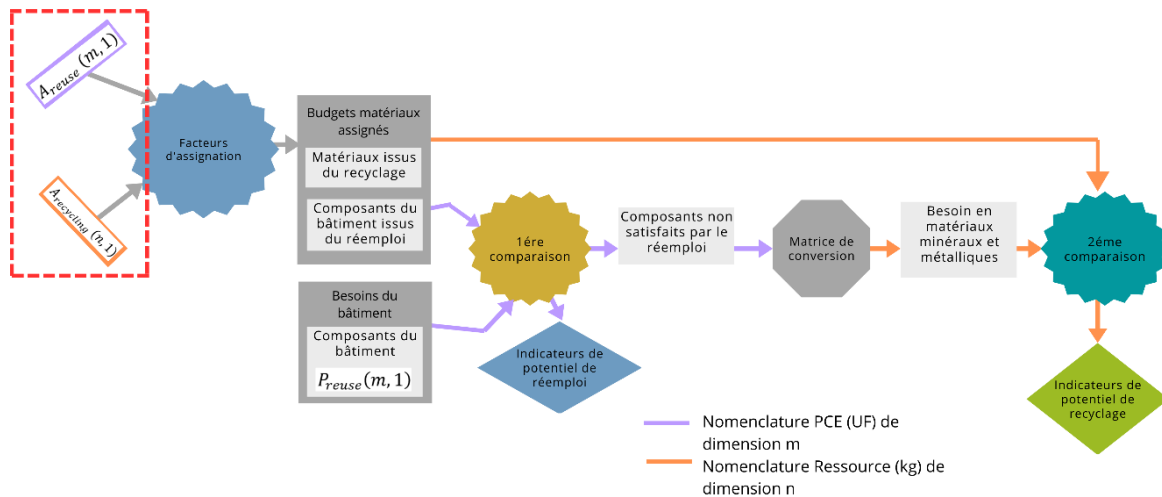 A_reuse (m, 1)
A_recycling (n, 1)
Facteurs
d'assignation
Budgets matériaux
assignés
Matériaux issus
du recyclage
Composants du
bâtiment issus
du réemploi
Besoins du
bâtiment
Composants du
bâtiment
P_reuse (m, 1)
1ére
comparaison
Indicateurs de
potentiel de
réemploi
Composants non
satisfaits par le
réemploi
Matrice de
conversion
Besoin en
matériaux
minéraux et
métalliques
2éme
comparaison
Indicateurs de
potentiel de
recyclage
Nomenclature PCE (UF) de
dimension m
Nomenclature Ressource (kg) de
dimension n